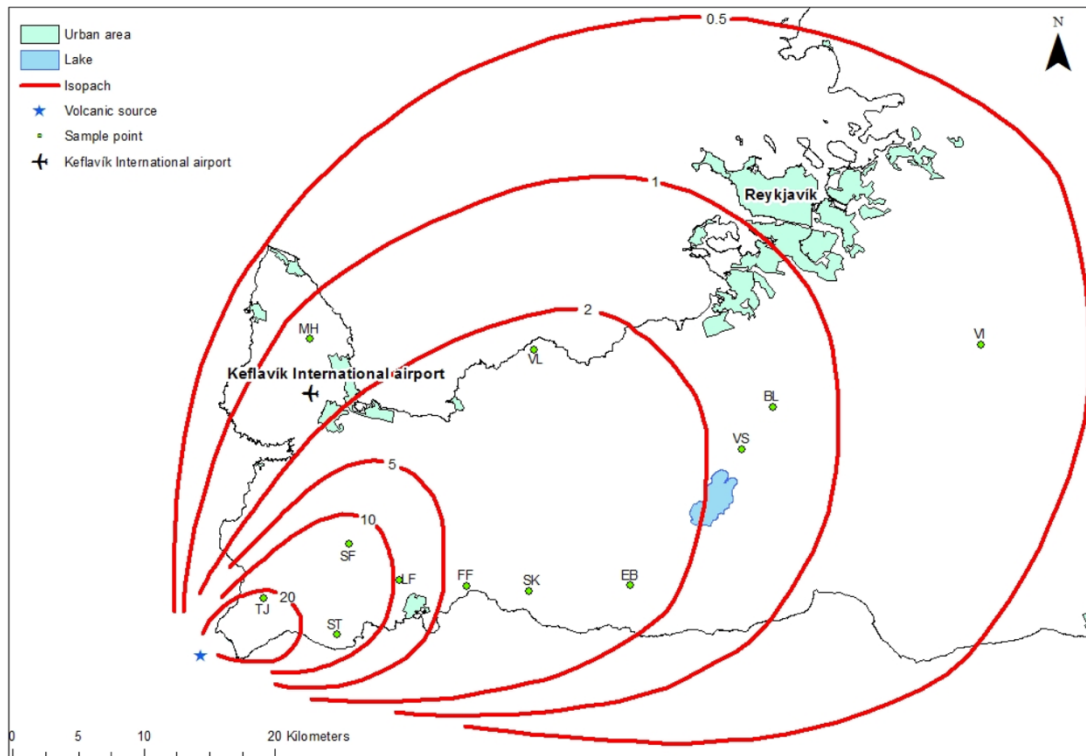 Urban area
Lake
Isopach
Volcanic source
Sample point
Keflavík International airport
N
0.5
1
Reykjavík
2
MH
VL
VI
Keflavík International airport
BL
VS
5
10
SF
LF
FF
SK
EB
TJ
20
ST
0 5 10 20 Kilometers